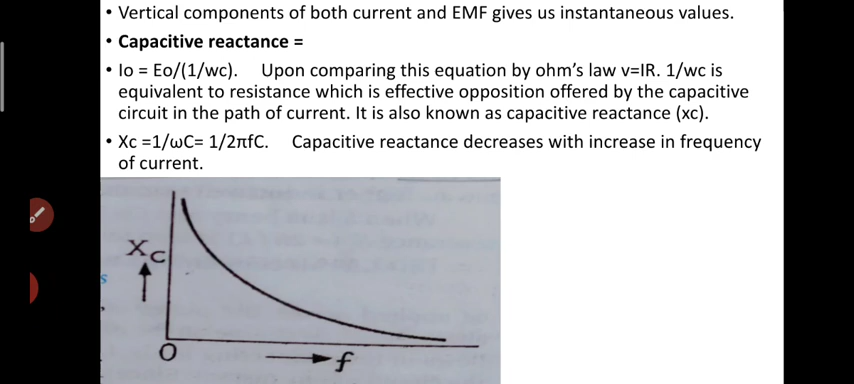 • Vertical components of both current and EMF gives us instantaneous values.
• Capacitive reactance =
• Io = Eo/(1/wc). Upon comparing this equation by ohm's law v=IR. 1/wc is
equivalent to resistance which is effective opposition offered by the capacitive
circuit in the path of current. It is also known as capacitive reactance (xc).
• Xc =1/ωC= 1/2πfC. Capacitive reactance decreases with increase in frequency
of current.
XC
s
O
f